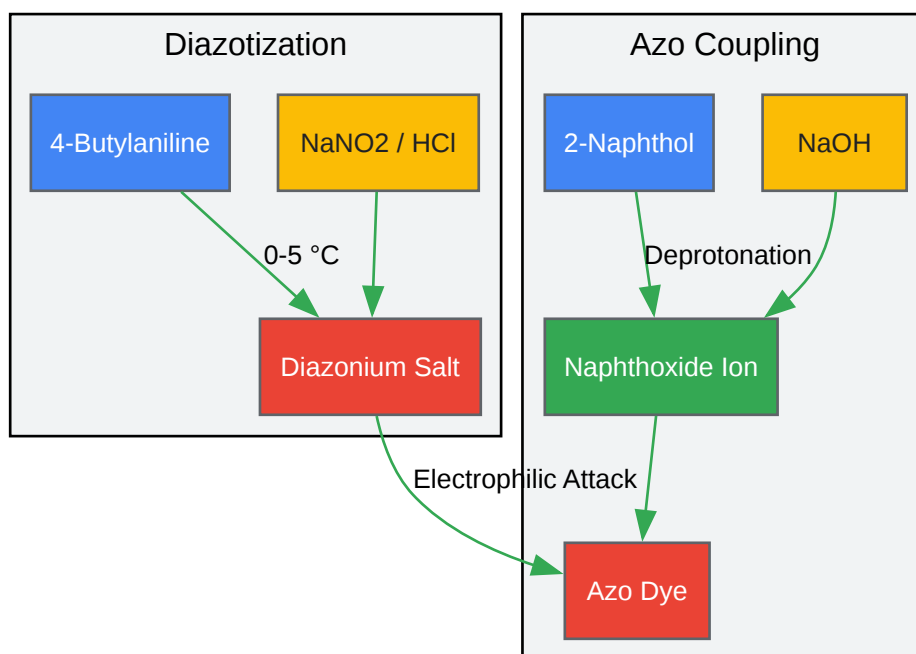 Diazotization
4-Butylaniline
NaNO2 / HCl
0-5 °C
Diazonium Salt
Azo Coupling
2-Naphthol
NaOH
Deprotonation
Naphthoxide Ion
Electrophilic Attack
Azo Dye